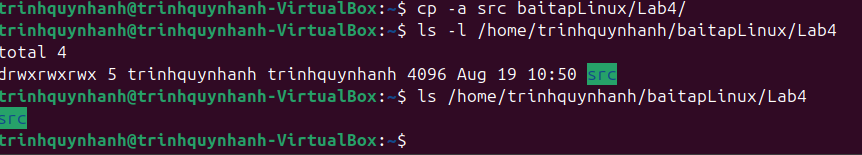 trinhquynhanh@trinhquynhanh-VirtualBox:~$ cp -a src baitapLinux/Lab4/
trinhquynhanh@trinhquynhanh-VirtualBox:~$ ls -l /home/trinhquynhanh/baitapLinux/Lab4
total 4
drwxrwxrwx 5 trinhquynhanh trinhquynhanh 4096 Aug 19 10:50 src
trinhquynhanh@trinhquynhanh-VirtualBox:~$ ls /home/trinhquynhanh/baitapLinux/Lab4
src
trinhquynhanh@trinhquynhanh-VirtualBox:~$